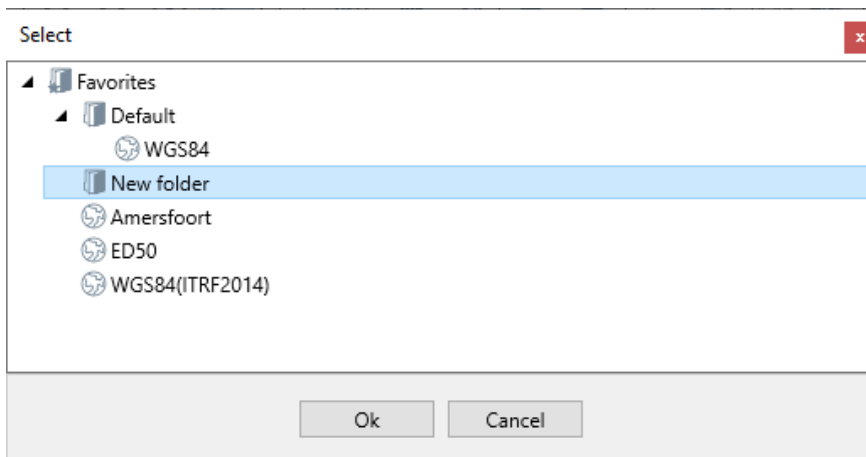 Select
x
Favorites
Default
WGS84
New folder
Amersfoort
ED50
WGS84(ITRF2014)
Ok Cancel